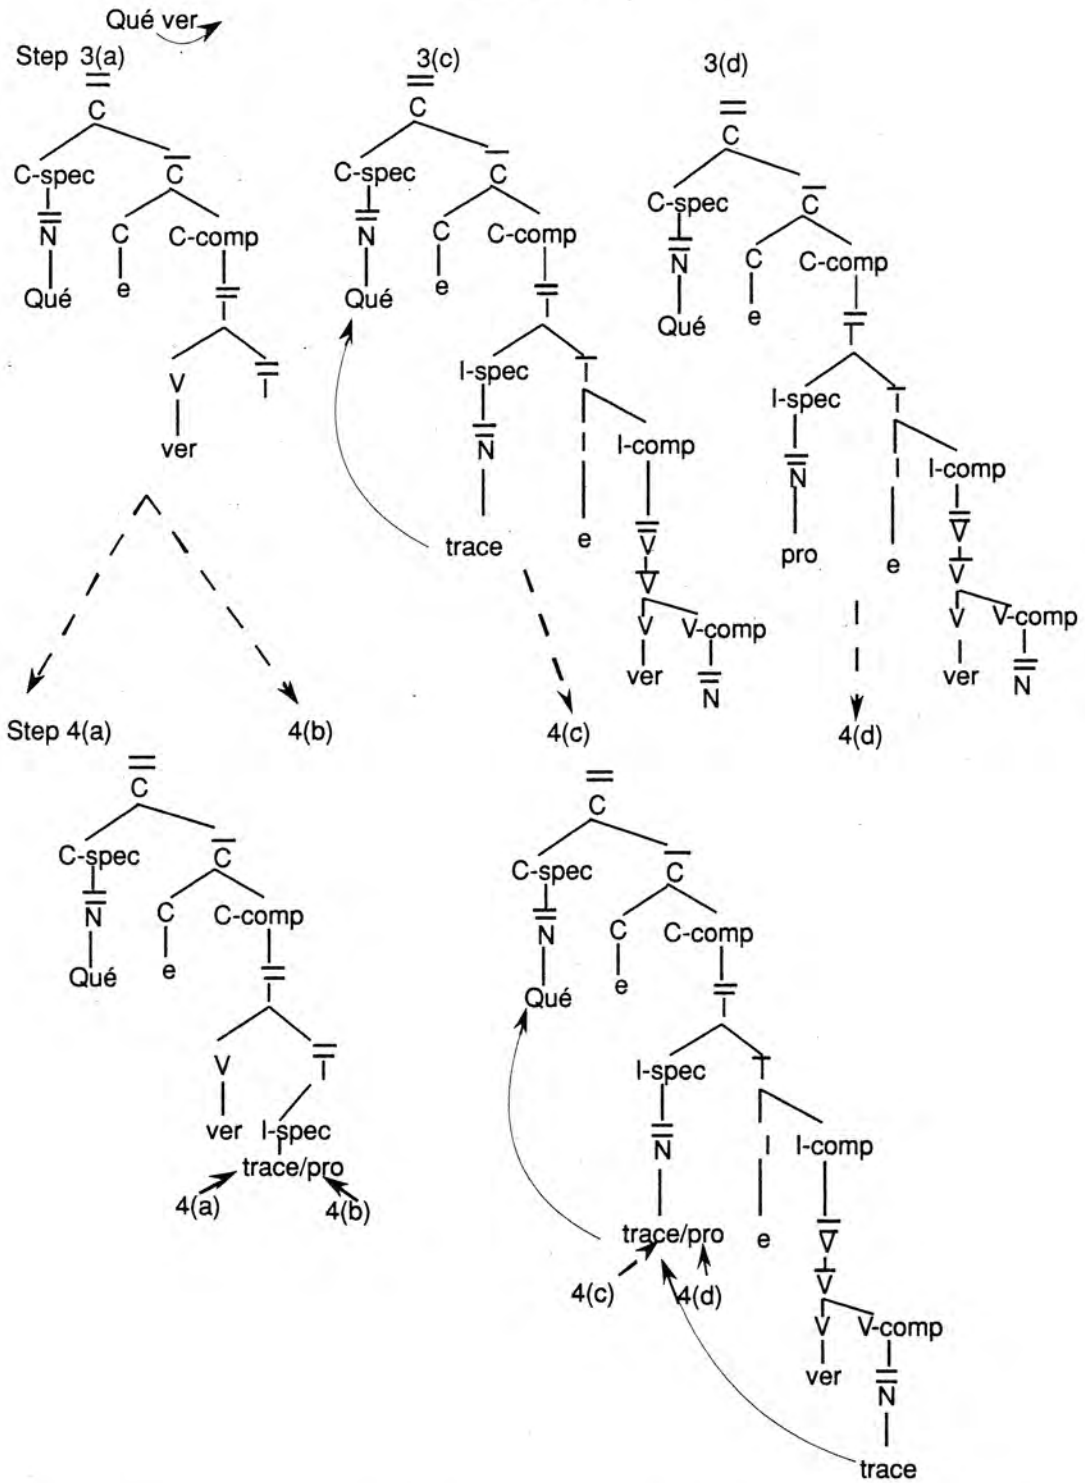 Qué ver
Step 3(a) 3(c) 3(d)
C C C
C-spec C C-spec C C-spec C
N C C-comp N C C-comp N C C-comp
Qué e Qué e Qué e
V I I-spec I-spec
ver N I I-comp N I I-comp
trace e V pro e V
V V
V V-comp V V-comp
ver N ver N
Step 4(a) 4(b) 4(c) 4(d)
C C
C-spec C C-spec C
N C C-comp N C C-comp
Qué e Qué e
V I I-spec
ver I-spec N I I-comp
trace/pro trace/pro e V
4(a) 4(b) 4(c) 4(d) V
V V-comp
ver N
trace